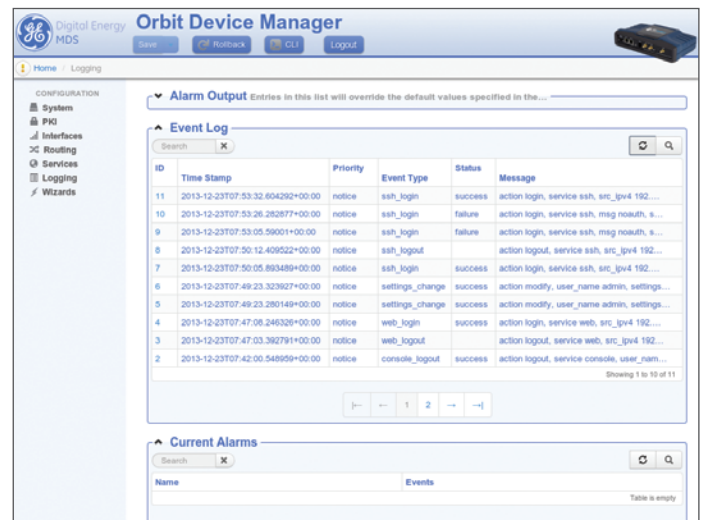 Digital Energy
MDS
Orbit Device Manager
Save Rollback CLI Logout
Home / Logging
CONFIGURATION
System
PKI
Interfaces
Routing
Services
Logging
Wizards
Alarm Output Entries in this list will override the default values specified in the...
Event Log
Search
ID Time Stamp Priority Event Type Status Message
11 2013-12-23T07:53:32.604292+00:00 notice ssh_login success action login, service ssh, src_ipv4 192....
10 2013-12-23T07:53:26.282877+00:00 notice ssh_login failure action login, service ssh, msg noauth, s...
9 2013-12-23T07:53:05.59001+00:00 notice ssh_login failure action login, service ssh, msg noauth, s...
8 2013-12-23T07:50:12.409522+00:00 notice ssh_logout action logout, service ssh, src_ipv4 192...
7 2013-12-23T07:50:05.893489+00:00 notice ssh_login success action login, service ssh, src_ipv4 192....
6 2013-12-23T07:49:23.323927+00:00 notice settings_change success action modify, user_name admin, settings...
5 2013-12-23T07:49:23.280149+00:00 notice settings_change success action modify, user_name admin, settings...
4 2013-12-23T07:47:08.246326+00:00 notice web_login success action login, service web, src_ipv4 192....
3 2013-12-23T07:47:03.392791+00:00 notice web_logout action logout, service web, src_ipv4 192...
2 2013-12-23T07:42:00.548959+00:00 notice console_logout success action logout, service console, user_nam...
Showing 1 to 10 of 11
1 2
Current Alarms
Search
Name Events
Table is empty